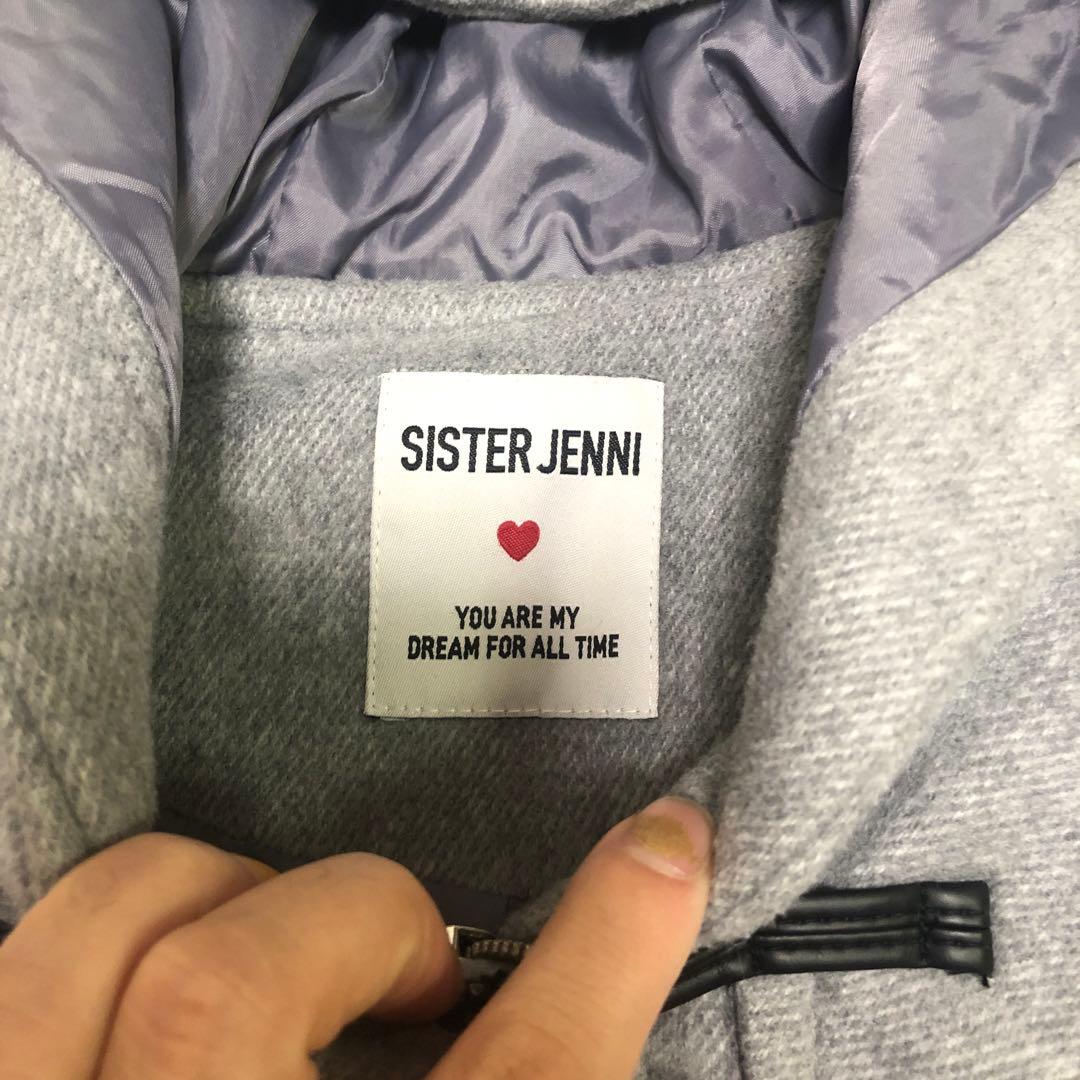 SISTER JENNI
YOU ARE MY
DREAM FOR ALL TIME